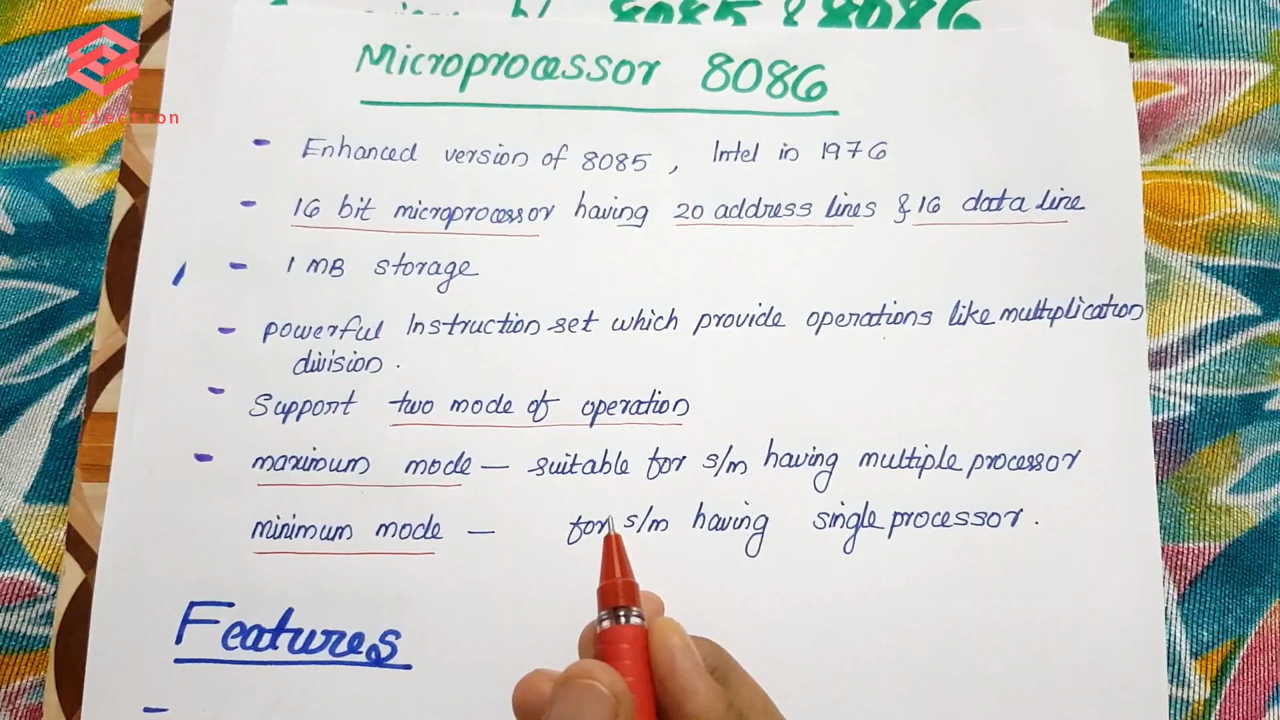 8085 & 8086
Microprocessor 8086
DigiElectron
- Enhanced version of 8085, Intel in 1976
- 16 bit microprocessor having 20 address lines & 16 data line
- 1 MB storage
- powerful Instruction set which provide operations like multiplication
division.
- Support two mode of operation
- maximum mode — suitable for s/m having multiple processor
minimum mode — for s/m having single processor.
Features